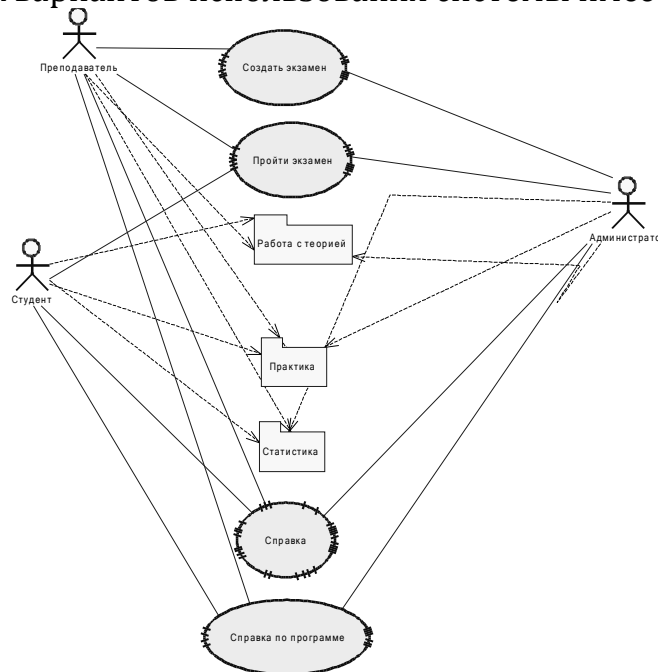 вариантов использования системы
Преподаватель
Создать экзамен
Пройти экзамен
Администрато
Работа с теорией
Студент
Практика
Статистика
Справка
Справка по программе